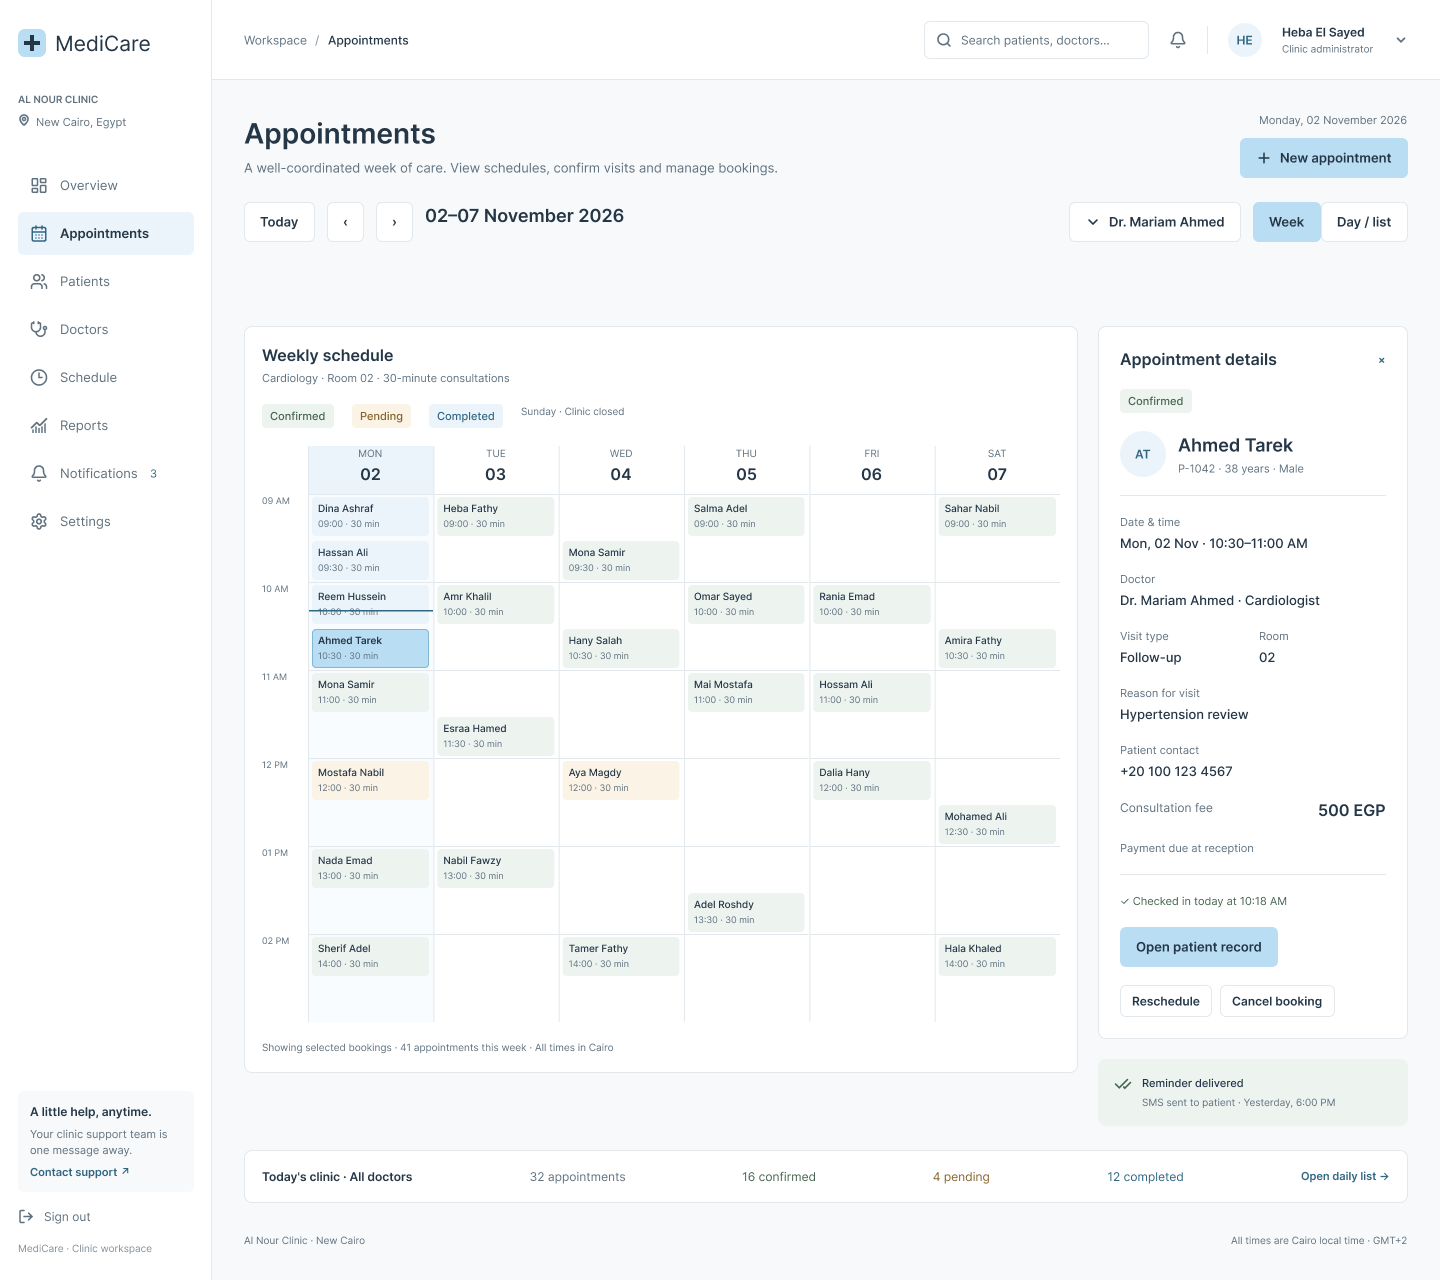 MediCare
AL NOUR CLINIC
New Cairo, Egypt
Overview
Appointments
Patients
Doctors
Schedule
Reports
Notifications 3
Settings
A little help, anytime.
Your clinic support team is
one message away.
Contact support ↗
Sign out
MediCare · Clinic workspace
Workspace / Appointments
Search patients, doctors...
HE
Heba El Sayed
Clinic administrator
Appointments
A well-coordinated week of care. View schedules, confirm visits and manage bookings.
Monday, 02 November 2026
+ New appointment
Today
‹
›
02–07 November 2026
Dr. Mariam Ahmed
Week
Day / list
Weekly schedule
Cardiology · Room 02 · 30-minute consultations
Confirmed
Pending
Completed
Sunday · Clinic closed
MON
02
TUE
03
WED
04
THU
05
FRI
06
SAT
07
09 AM
10 AM
11 AM
12 PM
01 PM
02 PM
Dina Ashraf
09:00 · 30 min
Hassan Ali
09:30 · 30 min
Reem Hussein
10:00 · 30 min
Ahmed Tarek
10:30 · 30 min
Mona Samir
11:00 · 30 min
Mostafa Nabil
12:00 · 30 min
Nada Emad
13:00 · 30 min
Sherif Adel
14:00 · 30 min
Heba Fathy
09:00 · 30 min
Amr Khalil
10:00 · 30 min
Esraa Hamed
11:30 · 30 min
Nabil Fawzy
13:00 · 30 min
Mona Samir
09:30 · 30 min
Hany Salah
10:30 · 30 min
Aya Magdy
12:00 · 30 min
Tamer Fathy
14:00 · 30 min
Salma Adel
09:00 · 30 min
Omar Sayed
10:00 · 30 min
Mai Mostafa
11:00 · 30 min
Adel Roshdy
13:30 · 30 min
Rania Emad
10:00 · 30 min
Hossam Ali
11:00 · 30 min
Dalia Hany
12:00 · 30 min
Sahar Nabil
09:00 · 30 min
Amira Fathy
10:30 · 30 min
Mohamed Ali
12:30 · 30 min
Hala Khaled
14:00 · 30 min
Showing selected bookings · 41 appointments this week · All times in Cairo
Appointment details
×
Confirmed
AT
Ahmed Tarek
P-1042 · 38 years · Male
Date & time
Mon, 02 Nov · 10:30–11:00 AM
Doctor
Dr. Mariam Ahmed · Cardiologist
Visit type
Follow-up
Room
02
Reason for visit
Hypertension review
Patient contact
+20 100 123 4567
Consultation fee
500 EGP
Payment due at reception
✓ Checked in today at 10:18 AM
Open patient record
Reschedule
Cancel booking
Reminder delivered
SMS sent to patient · Yesterday, 6:00 PM
Today's clinic · All doctors
32 appointments
16 confirmed
4 pending
12 completed
Open daily list →
Al Nour Clinic · New Cairo
All times are Cairo local time · GMT+2